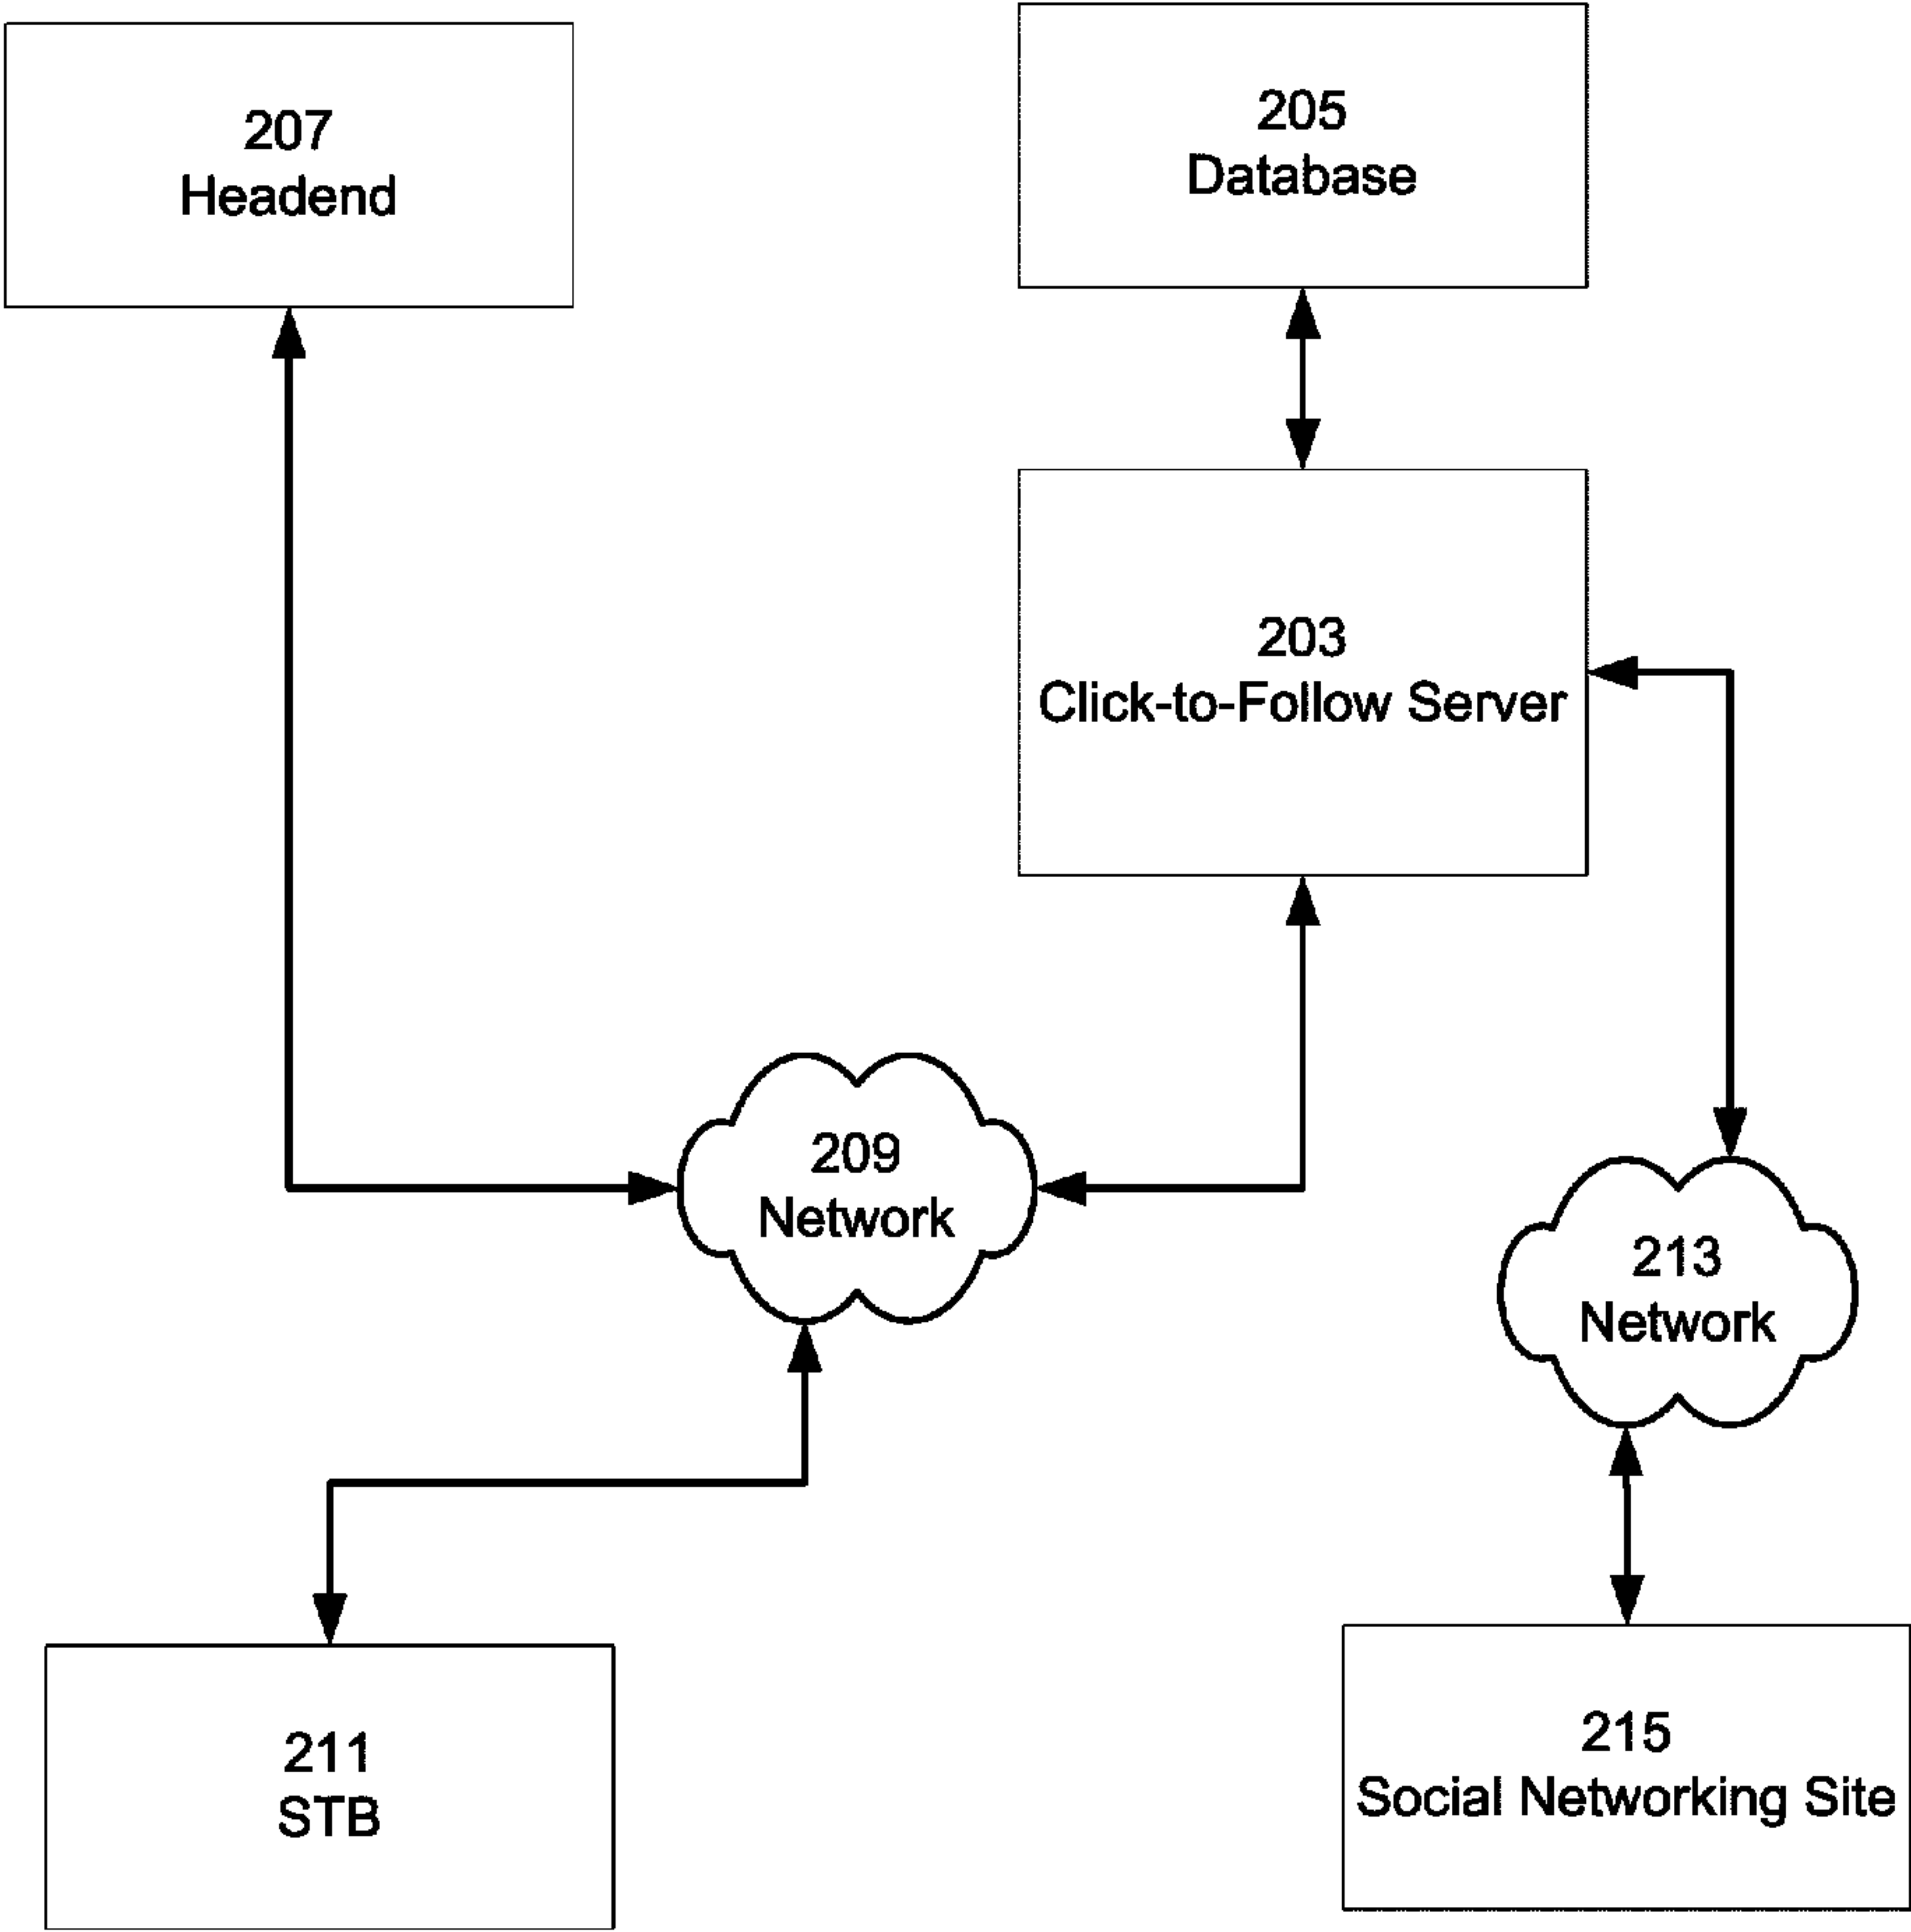 207
Headend
205
Database
203
Click-to-Follow Server
209
Network
213
Network
211
STB
215
Social Networking Site